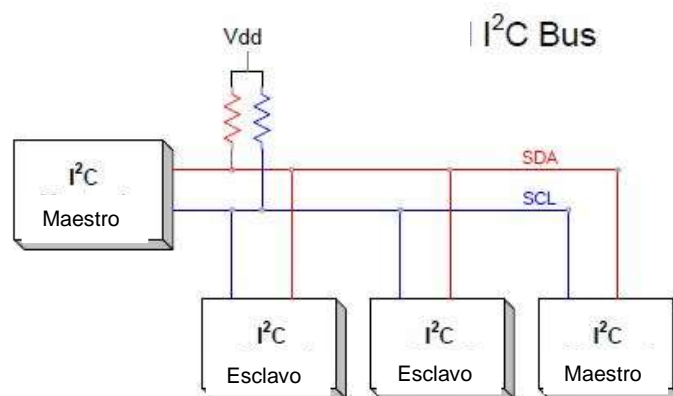 I²C Bus
Vdd
SDA
SCL
I²C
Maestro
I²C
Esclavo
I²C
Esclavo
I²C
Maestro